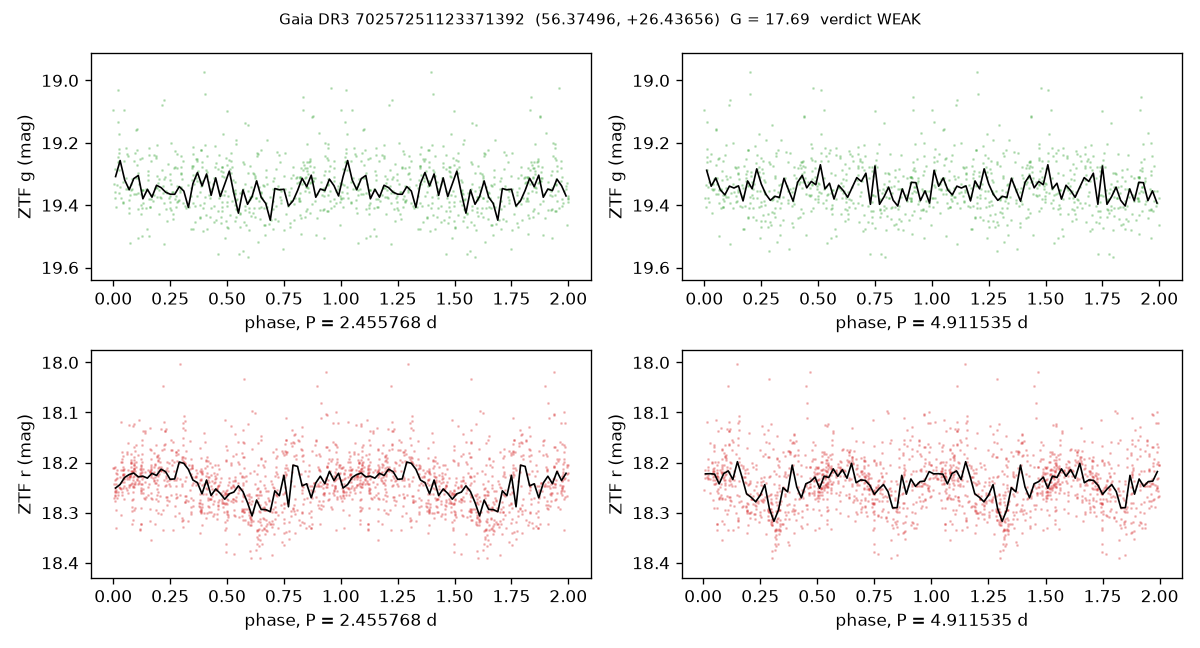 Gaia DR3 70257251123371392 (56.37496, +26.43656) G = 17.69 verdict WEAK
ZTF g (mag)
19.0
19.2
19.4
19.6
0.00 0.25 0.50 0.75 1.00 1.25 1.50 1.75 2.00
phase, P = 2.455768 d
ZTF g (mag)
19.0
19.2
19.4
19.6
0.00 0.25 0.50 0.75 1.00 1.25 1.50 1.75 2.00
phase, P = 4.911535 d
ZTF r (mag)
18.0
18.1
18.2
18.3
18.4
0.00 0.25 0.50 0.75 1.00 1.25 1.50 1.75 2.00
phase, P = 2.455768 d
ZTF r (mag)
18.0
18.1
18.2
18.3
18.4
0.00 0.25 0.50 0.75 1.00 1.25 1.50 1.75 2.00
phase, P = 4.911535 d